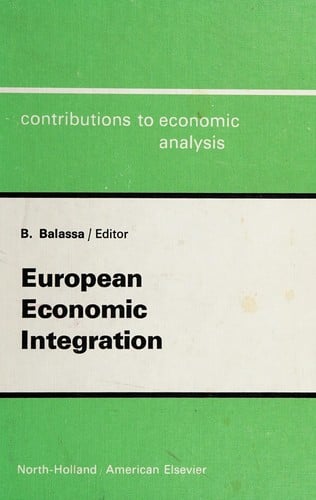 contributions to economic
analysis
B. Balassa / Editor
European
Economic
Integration
North-Holland / American Elsevier